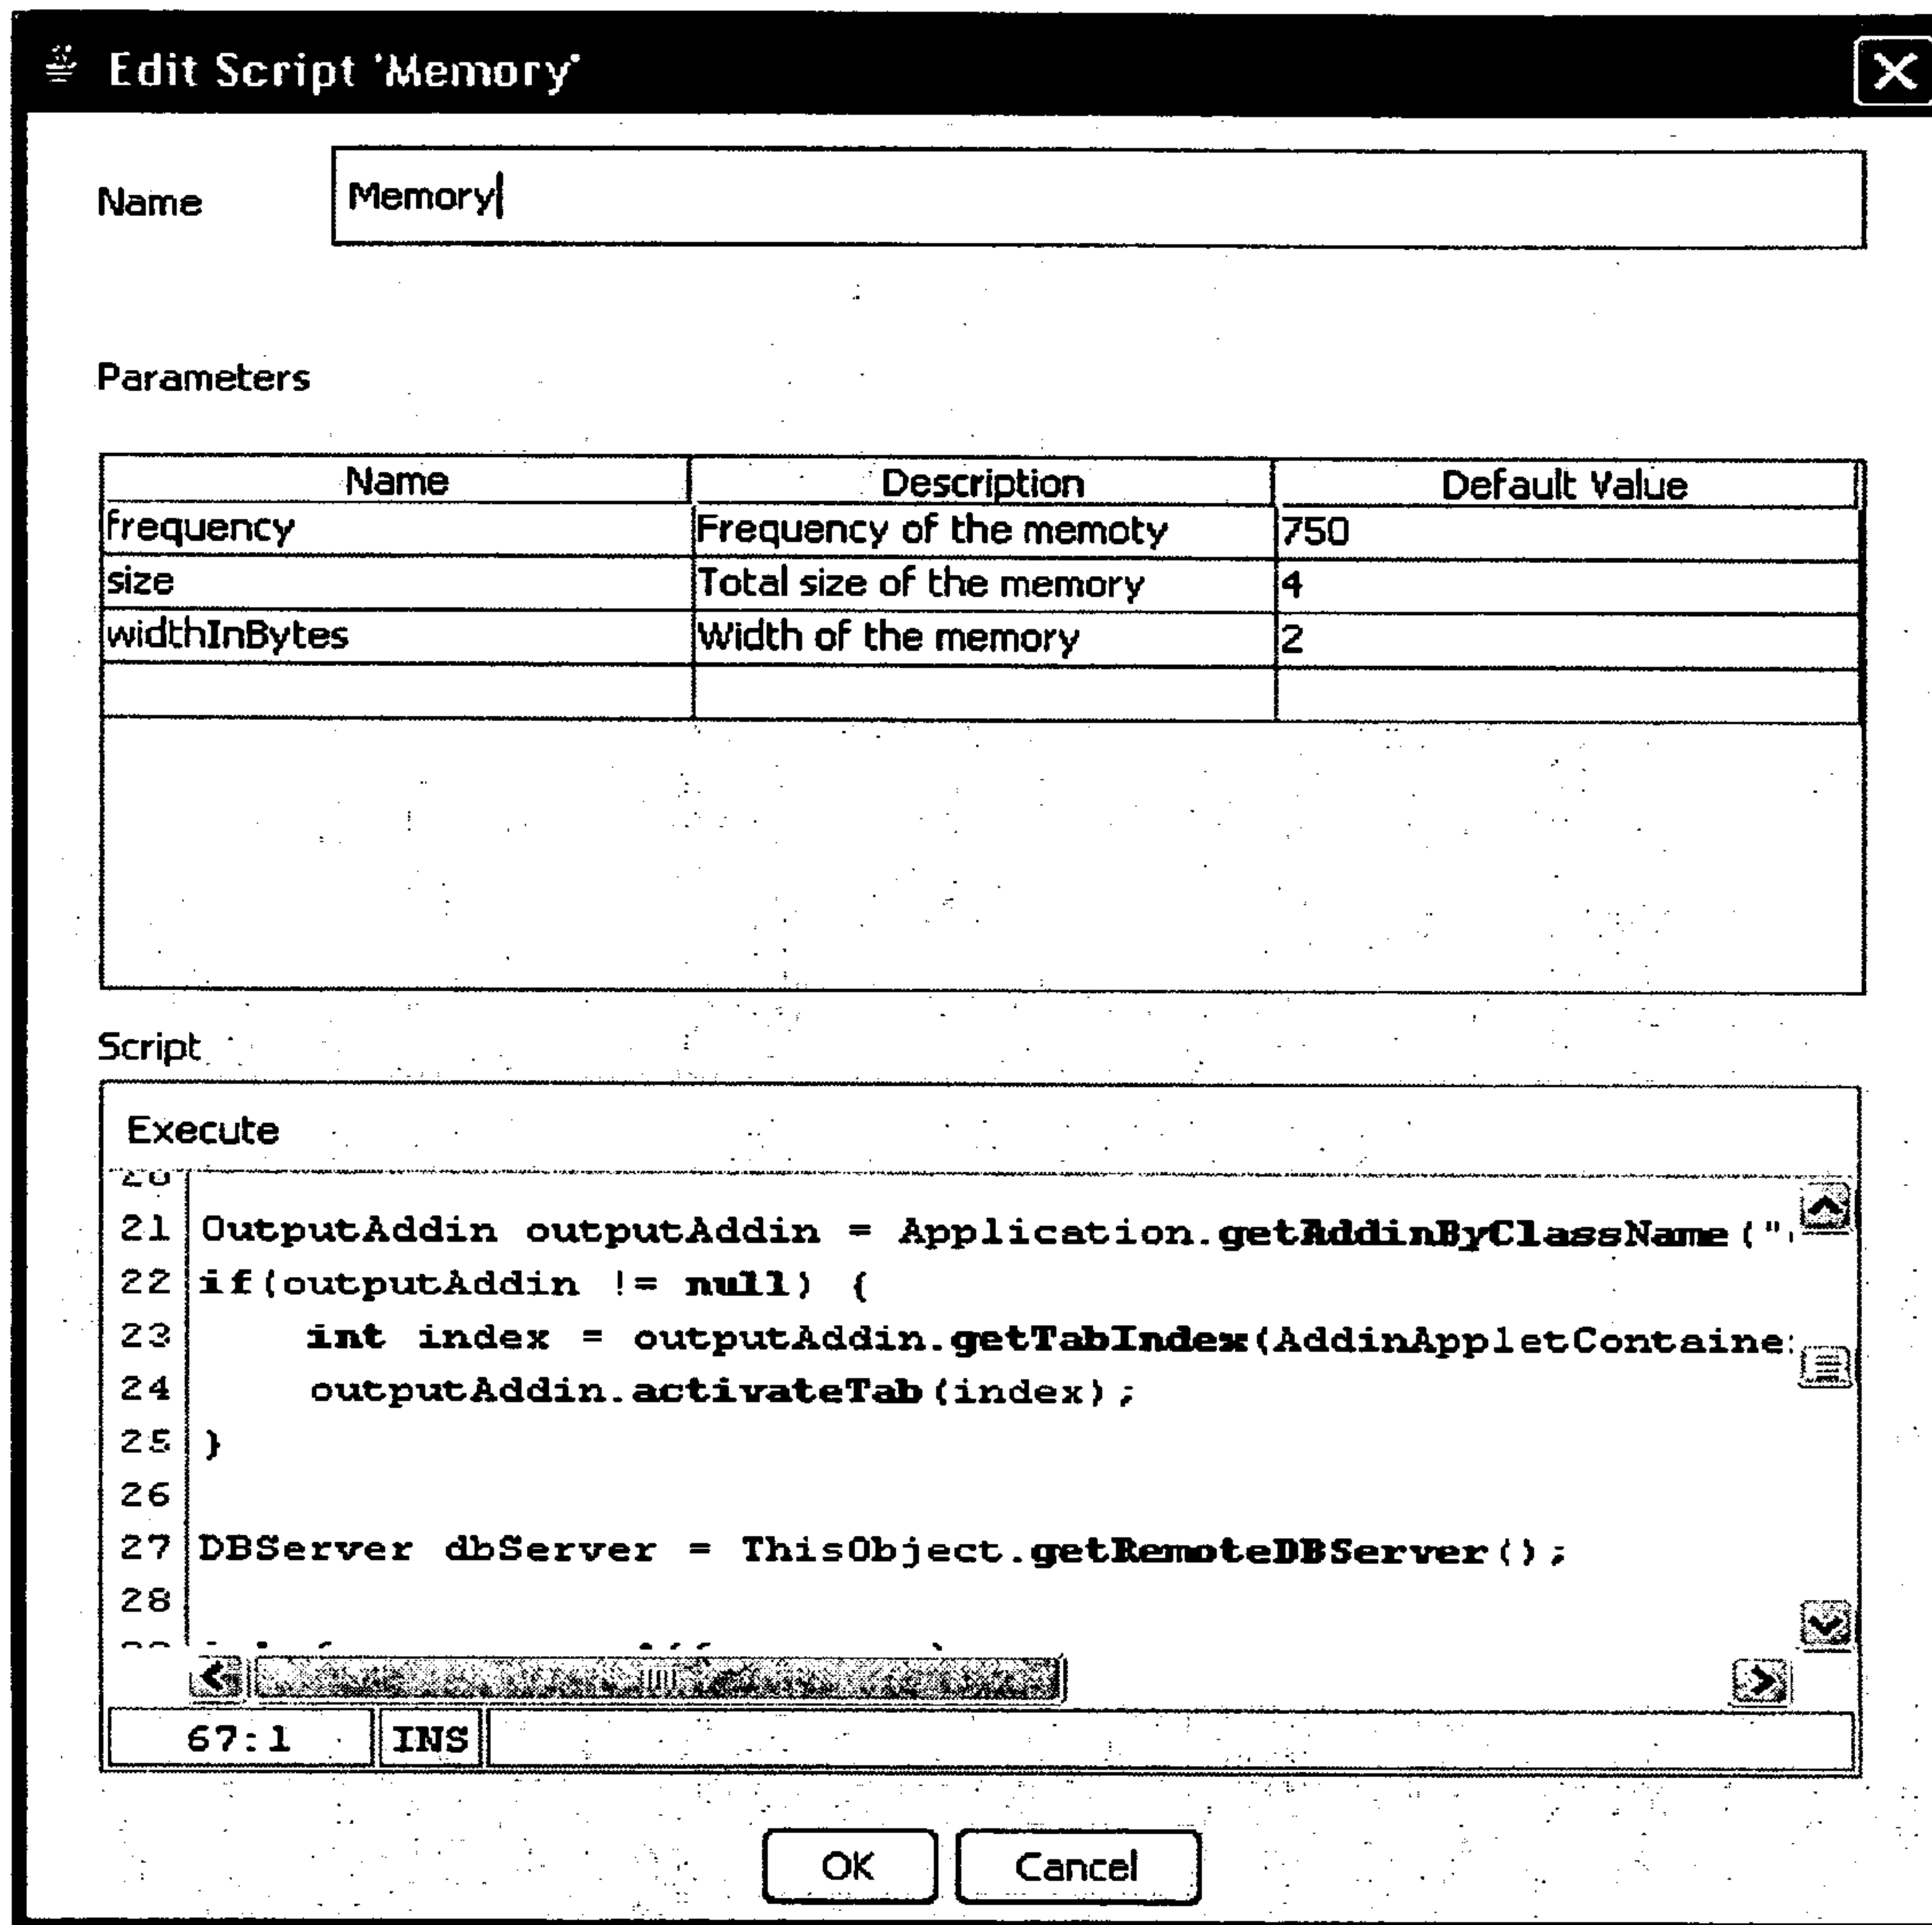 Edit Script 'Memory'
Name Memory
Parameters
Name Description Default Value
frequency Frequency of the memoty 750
size Total size of the memory 4
widthInBytes Width of the memory 2
Script
Execute
21 OutputAddin outputAddin = Application.getAddinByClassName("
22 if(outputAddin != null) {
23 int index = outputAddin.getTabIndex(AddinAppletContaine
24 outputAddin.activateTab(index);
25 }
26
27 DBServer dbServer = ThisObject.getRemoteDBServer();
28
67:1 INS
OK Cancel